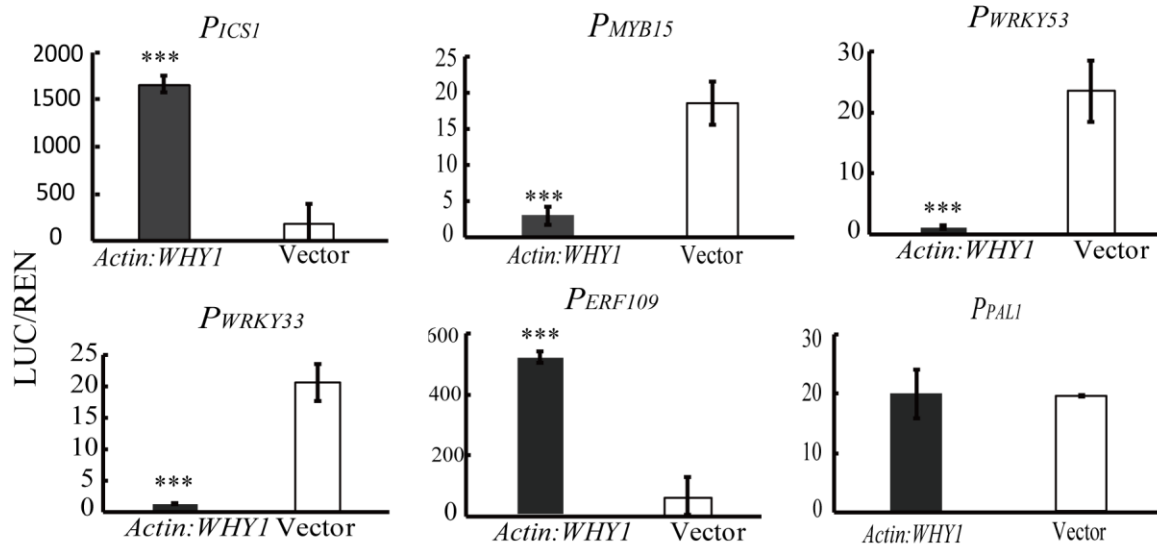 PICS1
2000
1500
1000
500
0
***
Actin:WHY1 Vector
PMYB15
25
20
15
10
5
0
***
Actin:WHY1 Vector
PWRKY53
30
20
10
0
***
Actin:WHY1 Vector
LUC/REN
PWRKY33
25
20
15
10
5
0
***
Actin:WHY1 Vector
PERF109
600
400
200
0
***
Actin:WHY1 Vector
PPAL1
30
20
10
0
Actin:WHY1 Vector